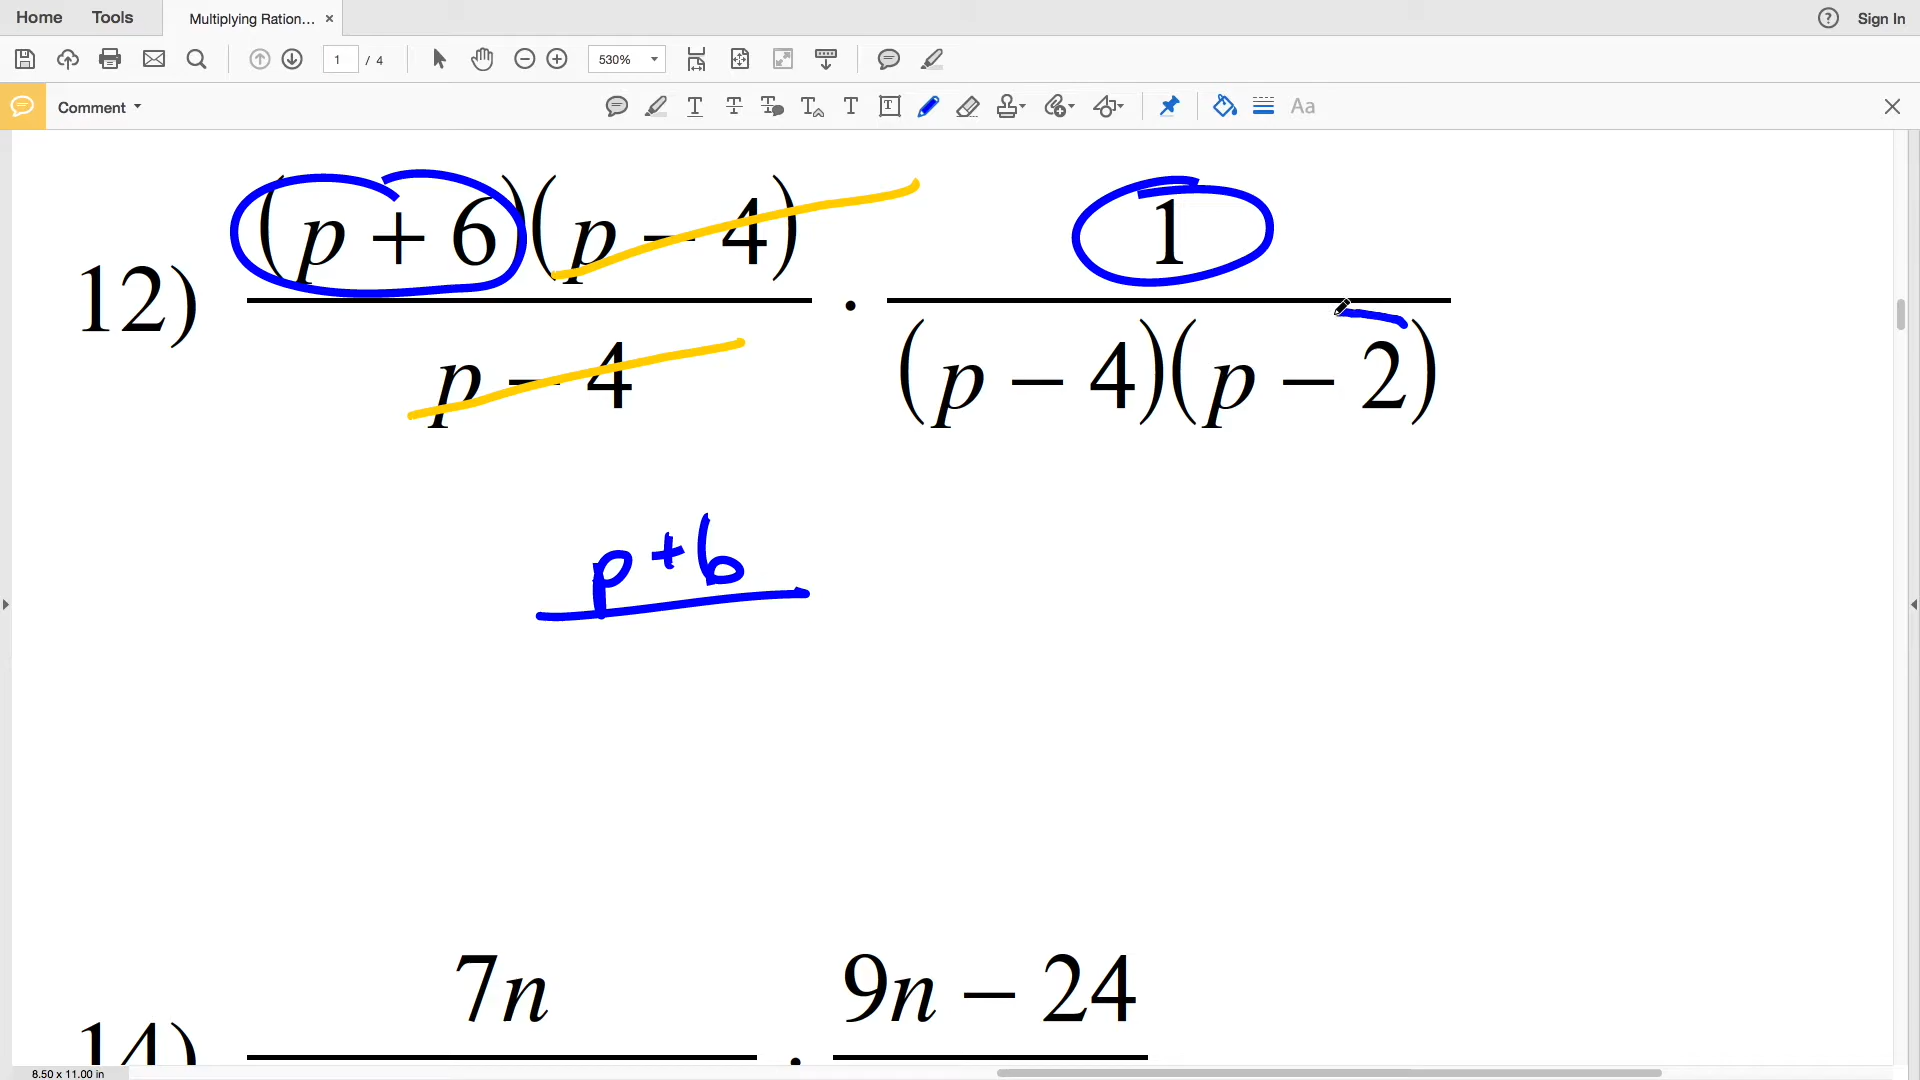 Home Tools Multiplying Ration... × ? Sign In
1 / 4 530%
Comment T T T T T T Aa
12) (p + 6)(p − 4) / p − 4 · 1 / (p − 4)(p − 2)
p + 6
14) 7n · 9n − 24
8.50 x 11.00 in